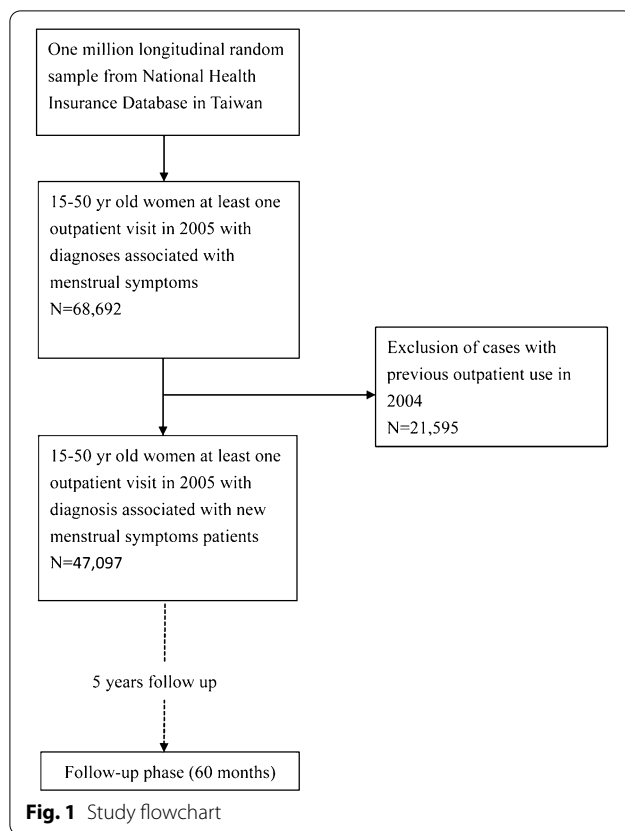 One million longitudinal random
sample from National Health
Insurance Database in Taiwan
15-50 yr old women at least one
outpatient visit in 2005 with
diagnoses associated with
menstrual symptoms
N=68,692
Exclusion of cases with
previous outpatient use in
2004
N=21,595
15-50 yr old women at least one
outpatient visit in 2005 with
diagnosis associated with new
menstrual symptoms patients
N=47,097
5 years follow up
Follow-up phase (60 months)
Fig. 1 Study flowchart